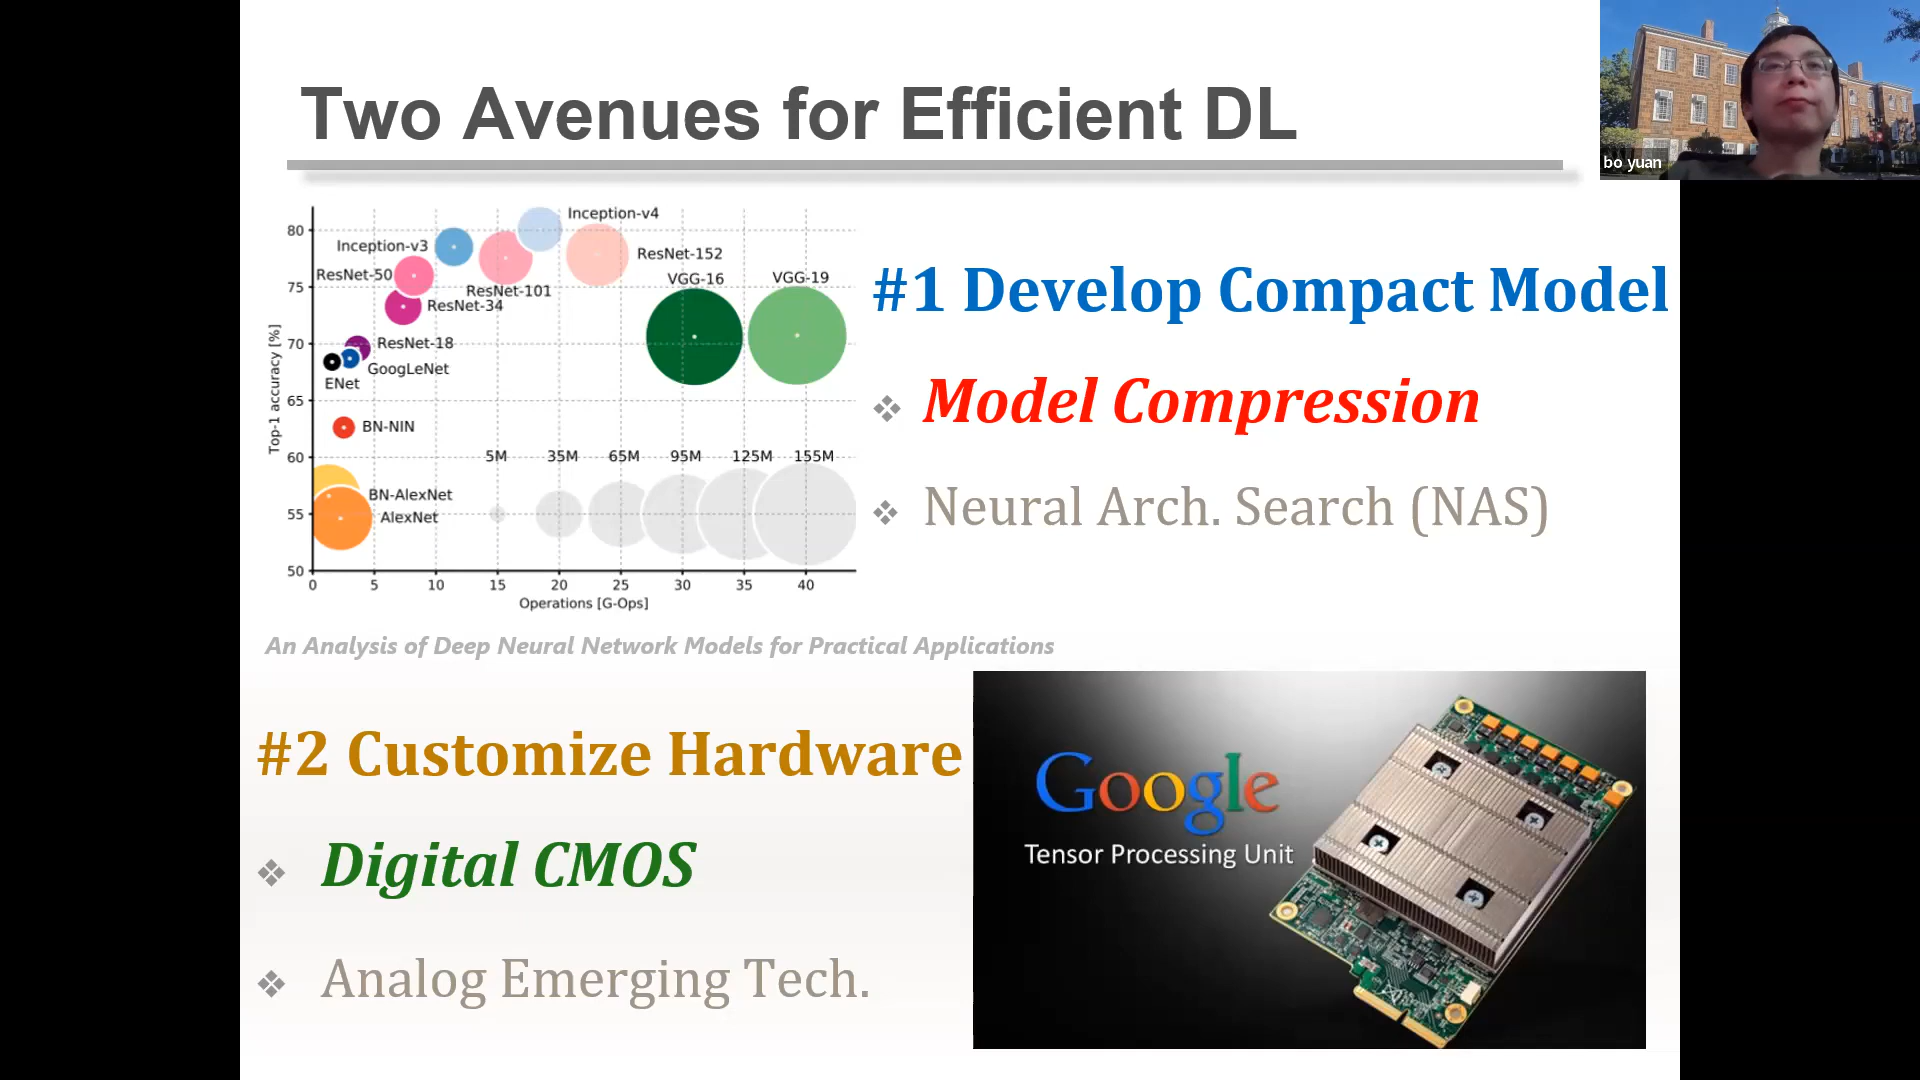 Two Avenues for Efficient DL
bo yuan
Top-1 accuracy [%]
80
75
70
65
60
55
50
Inception-v4
Inception-v3
ResNet-152
ResNet-50
VGG-16
VGG-19
ResNet-101
ResNet-34
ResNet-18
GoogLeNet
ENet
BN-NIN
5M 35M 65M 95M 125M 155M
BN-AlexNet
AlexNet
0 5 10 15 20 25 30 35 40
Operations [G-Ops]
An Analysis of Deep Neural Network Models for Practical Applications
#1 Develop Compact Model
❖ Model Compression
❖ Neural Arch. Search (NAS)
#2 Customize Hardware
❖ Digital CMOS
❖ Analog Emerging Tech.
Google
Tensor Processing Unit